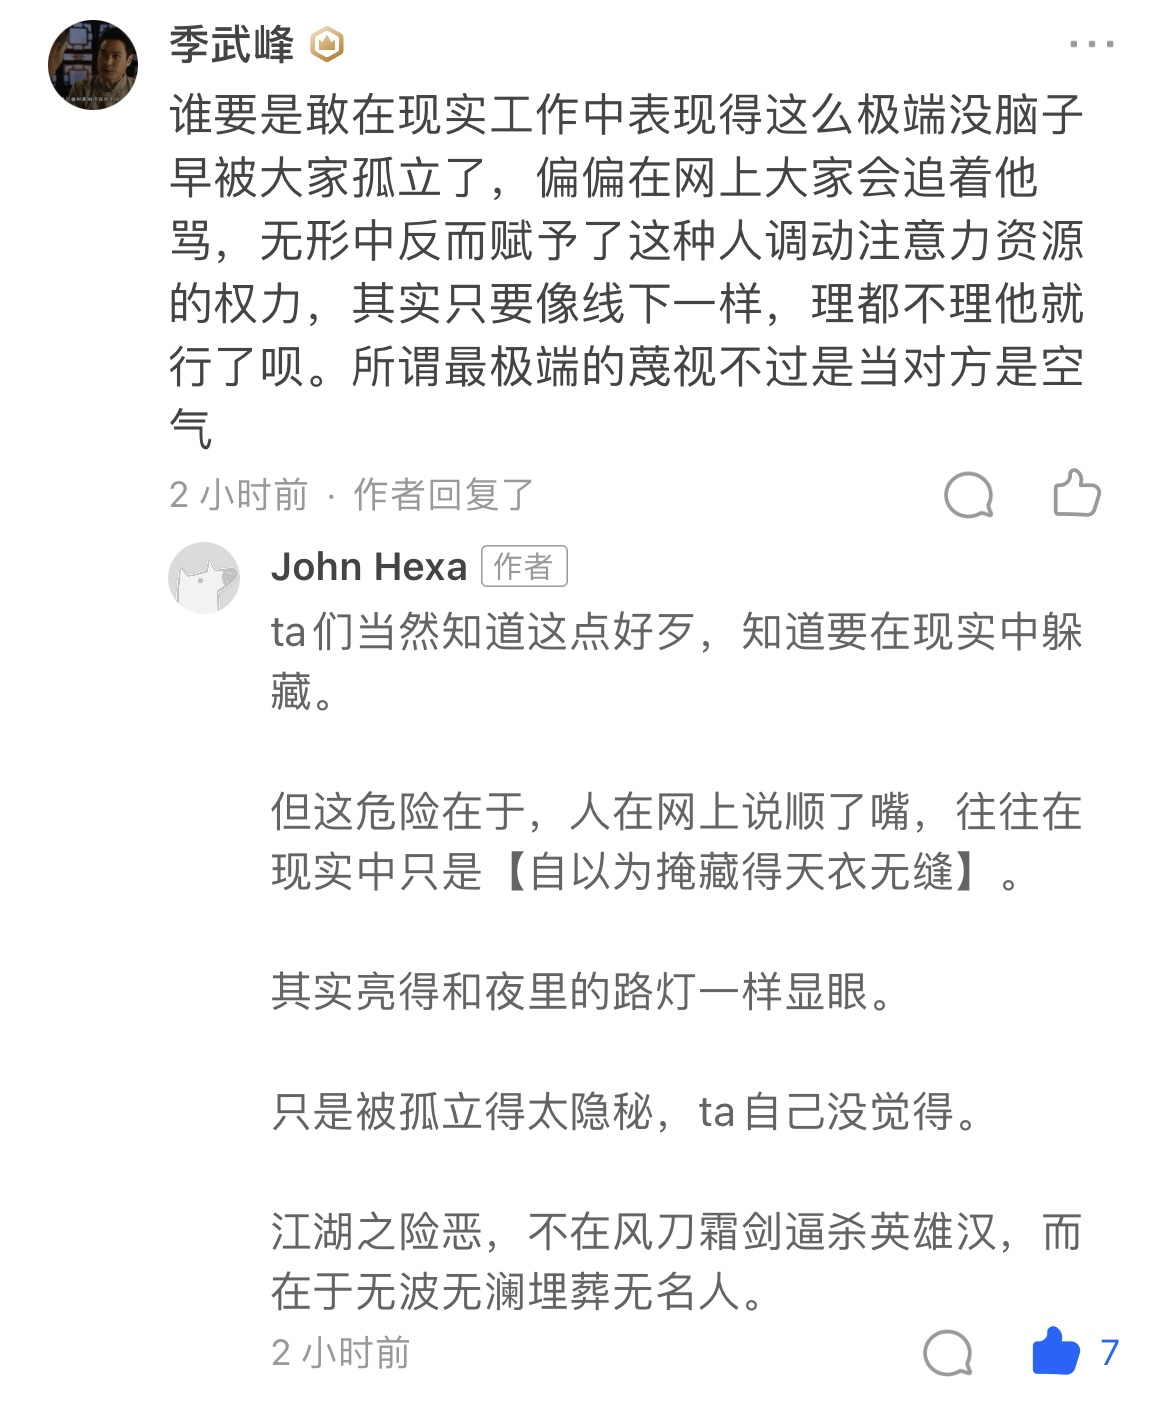 季武峰
谁要是敢在现实工作中表现得这么极端没脑子
早被大家孤立了，偏偏在网上大家会追着他
骂，无形中反而赋予了这种人调动注意力资源
的权力，其实只要像线下一样，理都不理他就
行了呗。所谓最极端的蔑视不过是当对方是空
气
2 小时前 · 作者回复了
John Hexa 作者
ta们当然知道这点好歹，知道要在现实中躲
藏。
但这危险在于，人在网上说顺了嘴，往往在
现实中只是【自以为掩藏得天衣无缝】。
其实亮得和夜里的路灯一样显眼。
只是被孤立得太隐秘，ta自己没觉得。
江湖之险恶，不在风刀霜剑逼杀英雄汉，而
在于无波无澜埋葬无名人。
2 小时前
7